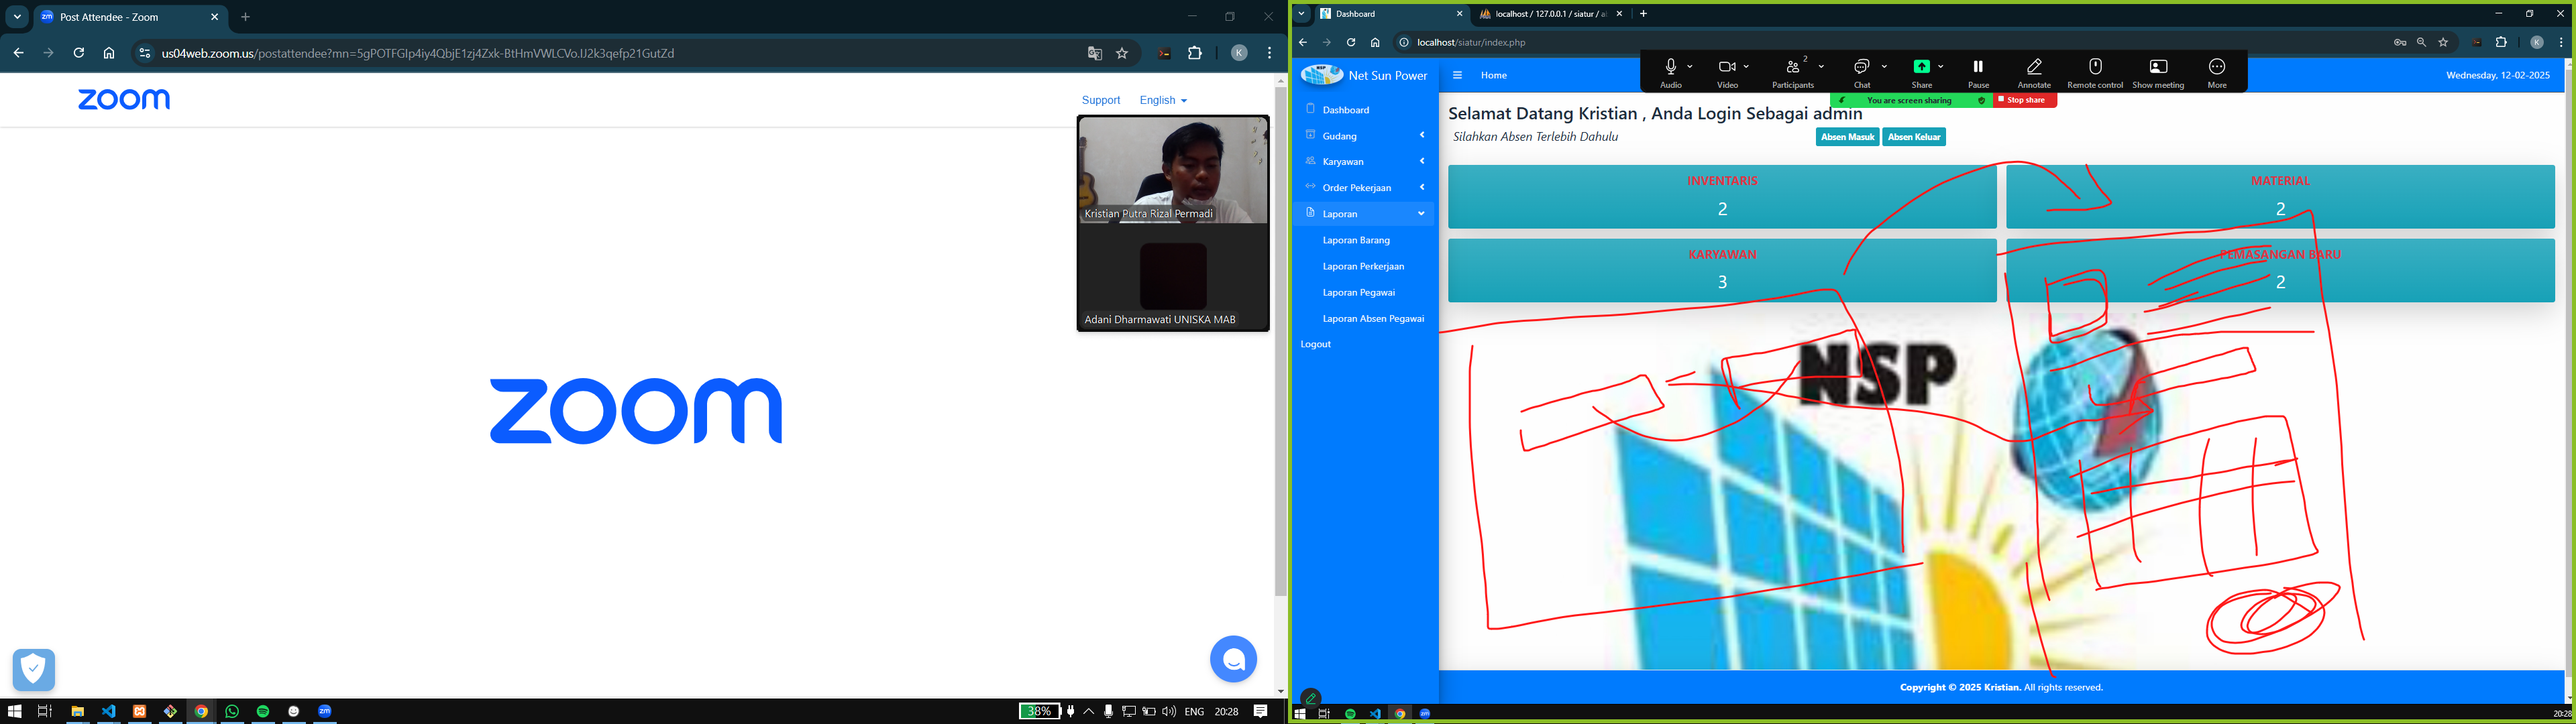 Post Attendee - Zoom
us04web.zoom.us/postattendee?mn=5gPOTFGIp4iy4QbjE1zj4Zxk-BtHmVWLCVo.IJ2k3qefp21GutZd
zoom
Support English
Kristian Putra Rizal Permadi
Adani Dharmawati UNISKA MAB
zoom
38% ENG 20:28
Dashboard
localhost / 127.0.0.1 / siatur /
localhost/siatur/index.php
NSP
Net Sun Power
Home
Audio
Video
2
Participants
Chat
Share
Pause
Annotate
Remote control
Show meeting
More
Wednesday, 12-02-2025
You are screen sharing
Stop share
Dashboard
Gudang
Karyawan
Order Pekerjaan
Laporan
Laporan Barang
Laporan Perkerjaan
Laporan Pegawai
Laporan Absen Pegawai
Logout
Selamat Datang Kristian , Anda Login Sebagai admin
Silahkan Absen Terlebih Dahulu
Absen Masuk Absen Keluar
INVENTARIS
2
MATERIAL
2
KARYAWAN
3
PEMASANGAN BARU
2
NSP
Copyright © 2025 Kristian. All rights reserved.
20:28